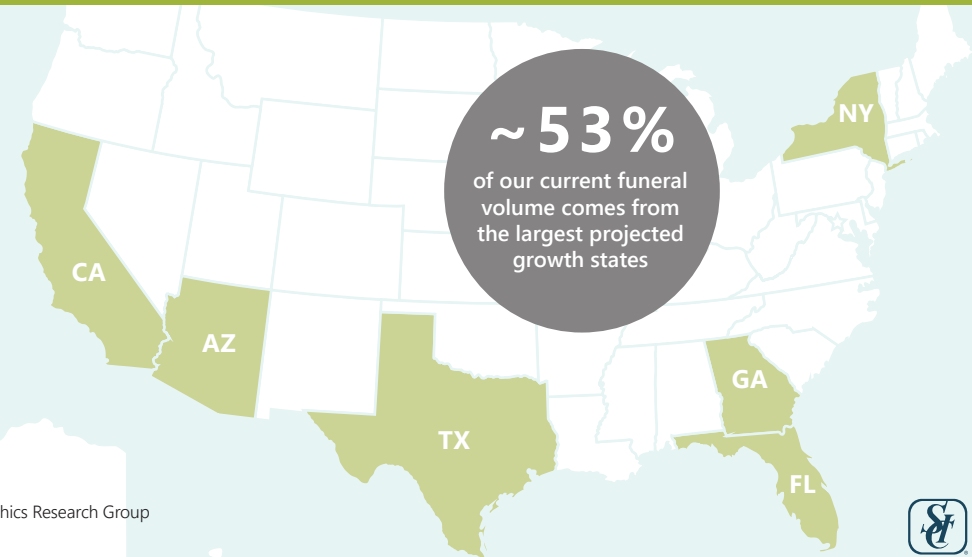 NY
~53%
of our current funeral
volume comes from
the largest projected
growth states
CA
AZ
GA
TX
FL
hics Research Group
SCI